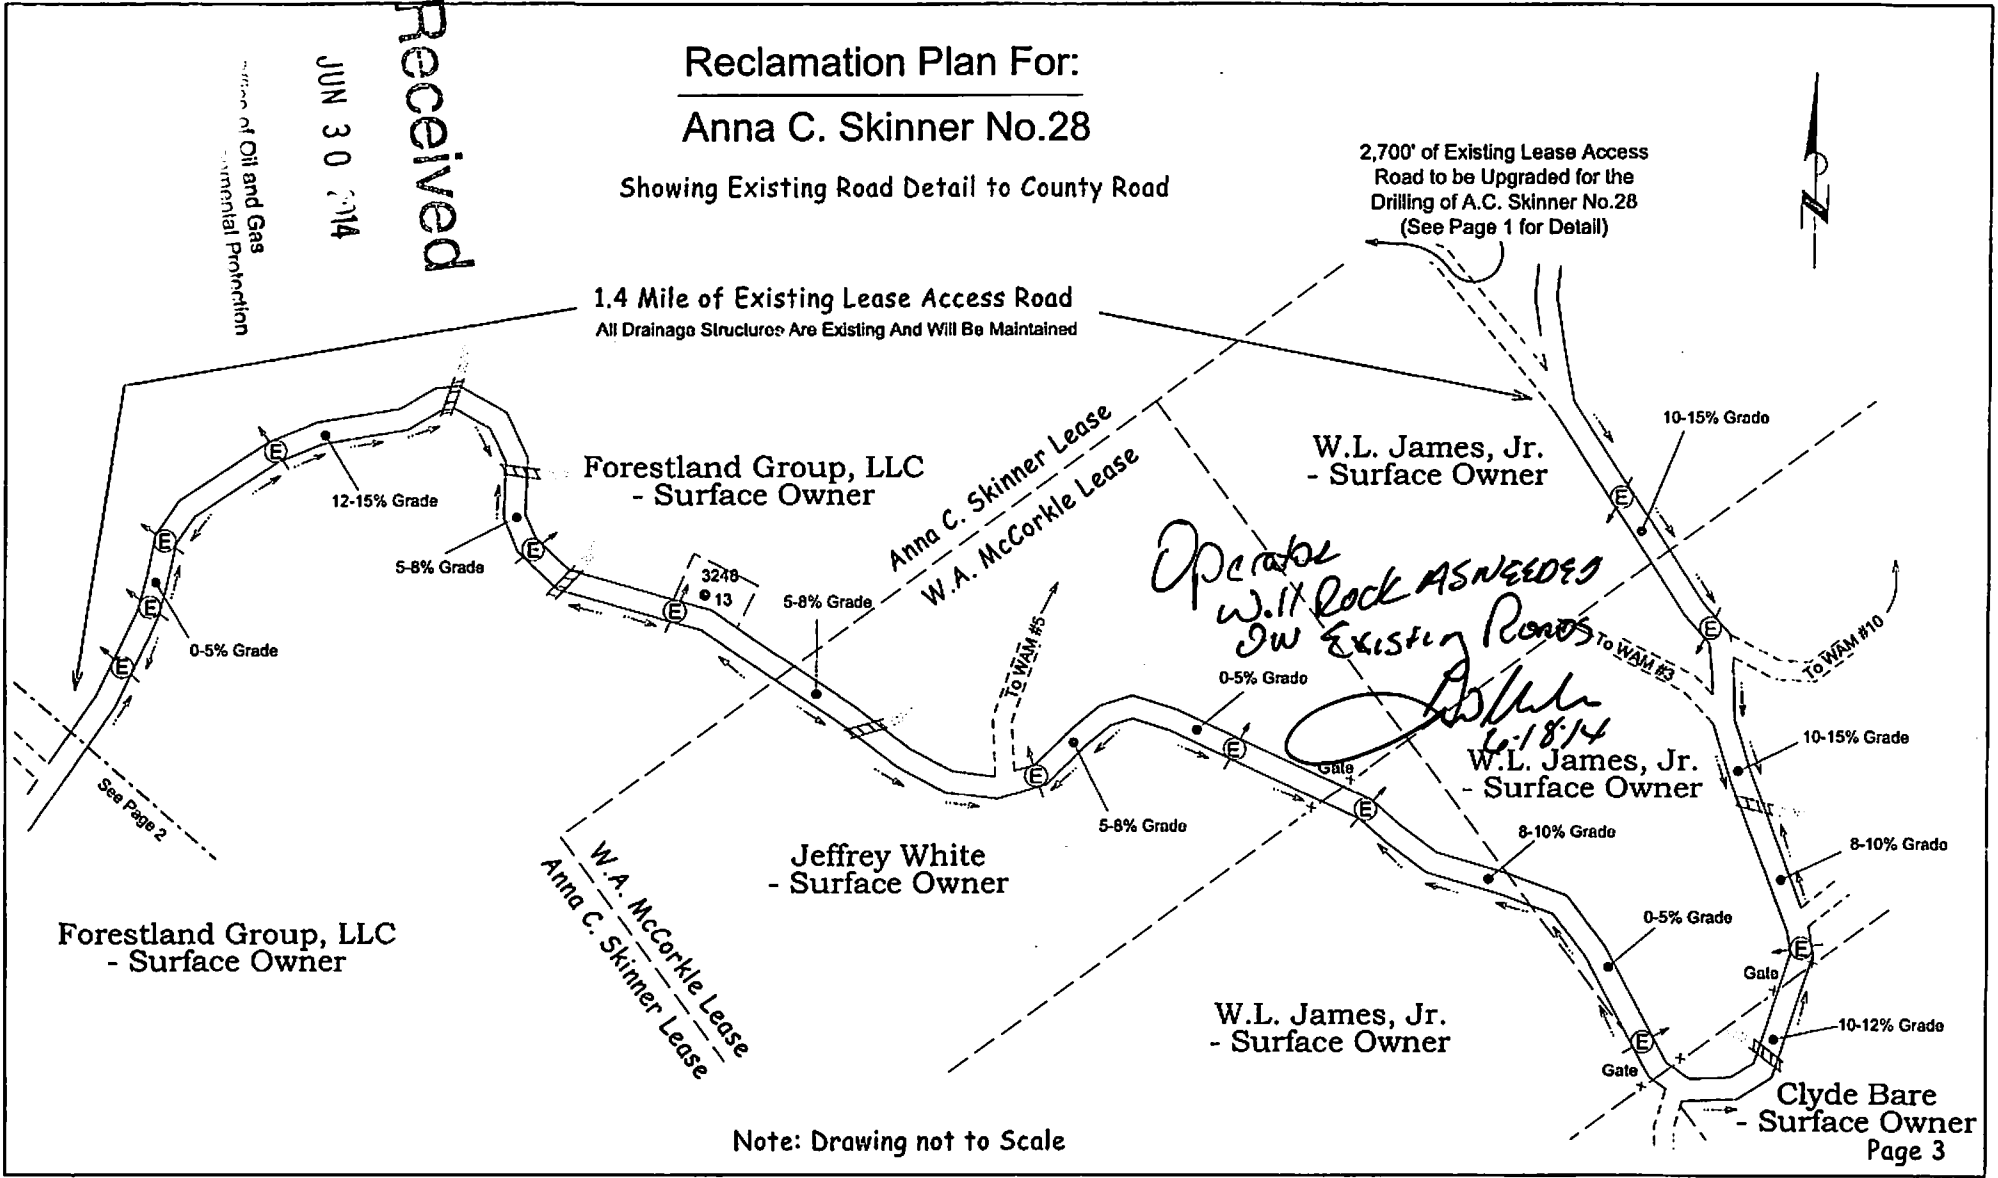 Received
JUN 30 2014
of Oil and Gas
Protection
Reclamation Plan For:
Anna C. Skinner No.28
Showing Existing Road Detail to County Road
2,700' of Existing Lease Access
Road to be Upgraded for the
Drilling of A.C. Skinner No.28
(See Page 1 for Detail)
N
1.4 Mile of Existing Lease Access Road
All Drainage Structures Are Existing And Will Be Maintained
10-15% Grade
W.L. James, Jr.
- Surface Owner
Forestland Group, LLC
- Surface Owner
Anna C. Skinner Lease
W.A. McCorkle Lease
12-15% Grade
5-8% Grade
3248
13
5-8% Grade
0-5% Grade
Operator
Will Rock AS NEEDED
ON Existing Roads
6-18-14
To WAM #5
To WAM #3
To WAM #10
0-5% Grade
Gate
W.L. James, Jr.
- Surface Owner
10-15% Grade
See Page 2
5-8% Grade
8-10% Grade
8-10% Grade
Jeffrey White
- Surface Owner
W.A. McCorkle Lease
Anna C. Skinner Lease
0-5% Grade
Forestland Group, LLC
- Surface Owner
Gate
W.L. James, Jr.
- Surface Owner
10-12% Grade
Gate
Clyde Bare
- Surface Owner
Note: Drawing not to Scale
Page 3
E
E
E
E
E
E
E
E
E
E
E
E
E